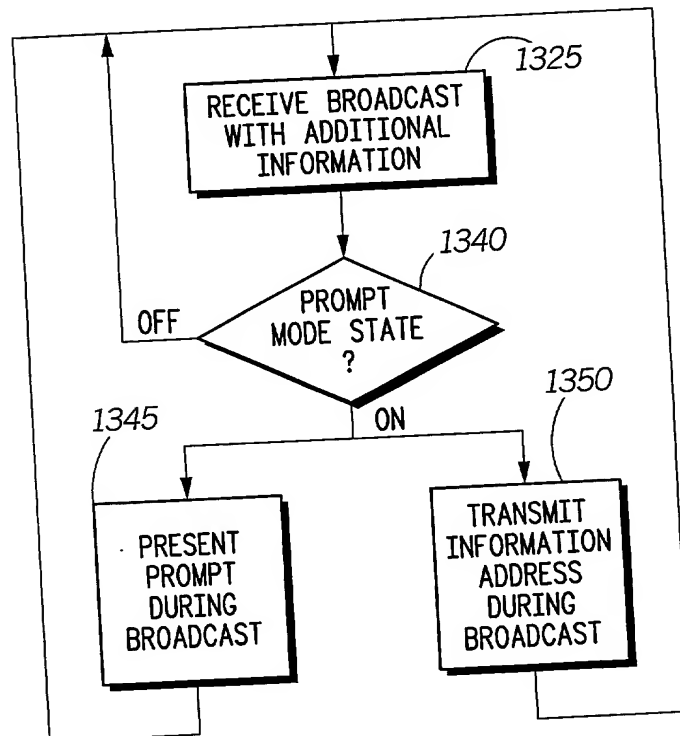 1325
RECEIVE BROADCAST
WITH ADDITIONAL
INFORMATION
1340
PROMPT
MODE STATE
?
OFF
ON
1345
PRESENT
PROMPT
DURING
BROADCAST
1350
TRANSMIT
INFORMATION
ADDRESS
DURING
BROADCAST